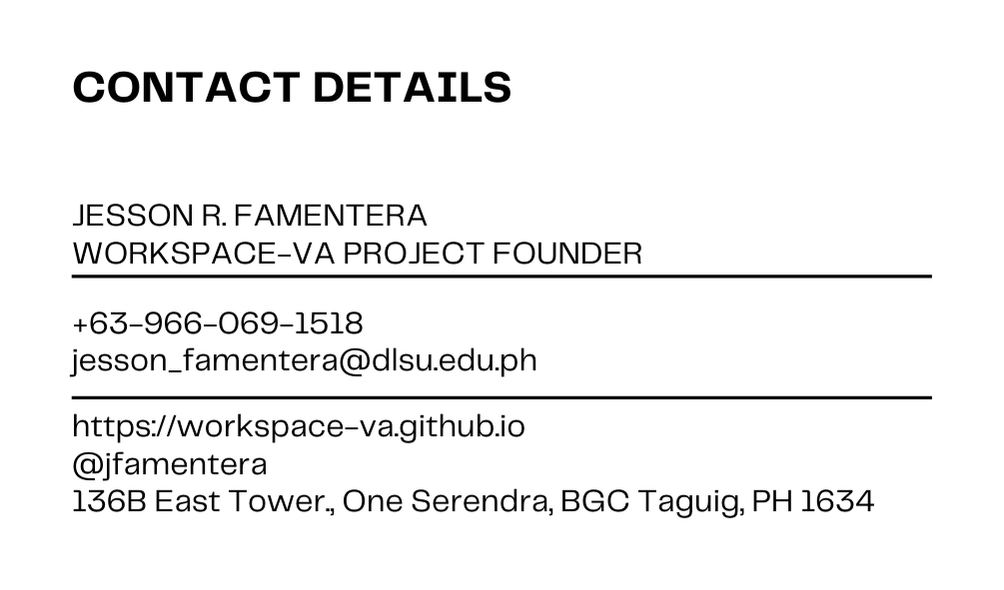 CONTACT DETAILS
JESSON R. FAMENTERA
WORKSPACE-VA PROJECT FOUNDER
+63-966-069-1518
jesson_famentera@dlsu.edu.ph
https://workspace-va.github.io
@jfamentera
136B East Tower., One Serendra, BGC Taguig, PH 1634